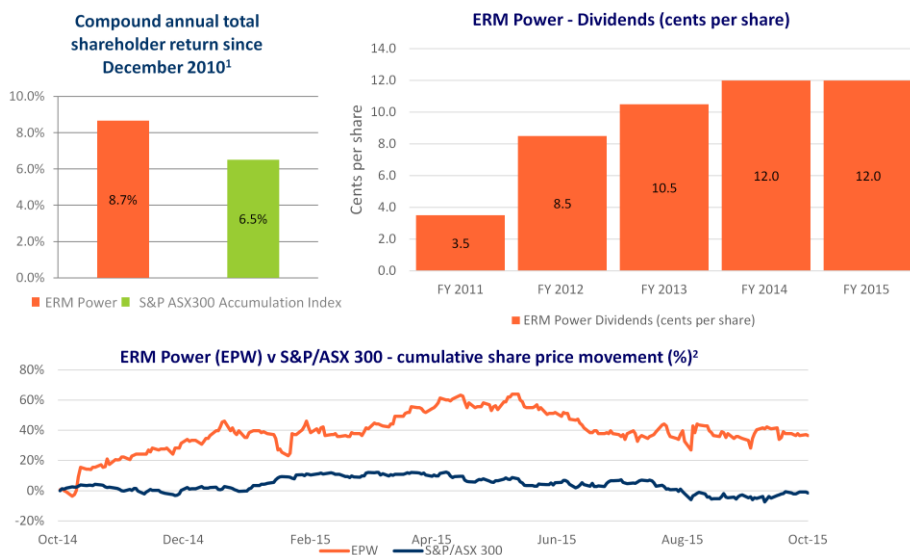 Compound annual total
shareholder return since
December 2010¹
10.0%
8.0%
6.0%
4.0%
2.0%
0.0%
8.7%
6.5%
ERM Power
S&P ASX300 Accumulation Index
ERM Power - Dividends (cents per share)
Cents per share
14.0
12.0
10.0
8.0
6.0
4.0
2.0
0.0
3.5
8.5
10.5
12.0
12.0
FY 2011
FY 2012
FY 2013
FY 2014
FY 2015
ERM Power Dividends (cents per share)
ERM Power (EPW) v S&P/ASX 300 - cumulative share price movement (%)²
80%
60%
40%
20%
0%
-20%
Oct-14
Dec-14
Feb-15
Apr-15
Jun-15
Aug-15
Oct-15
EPW
S&P/ASX 300